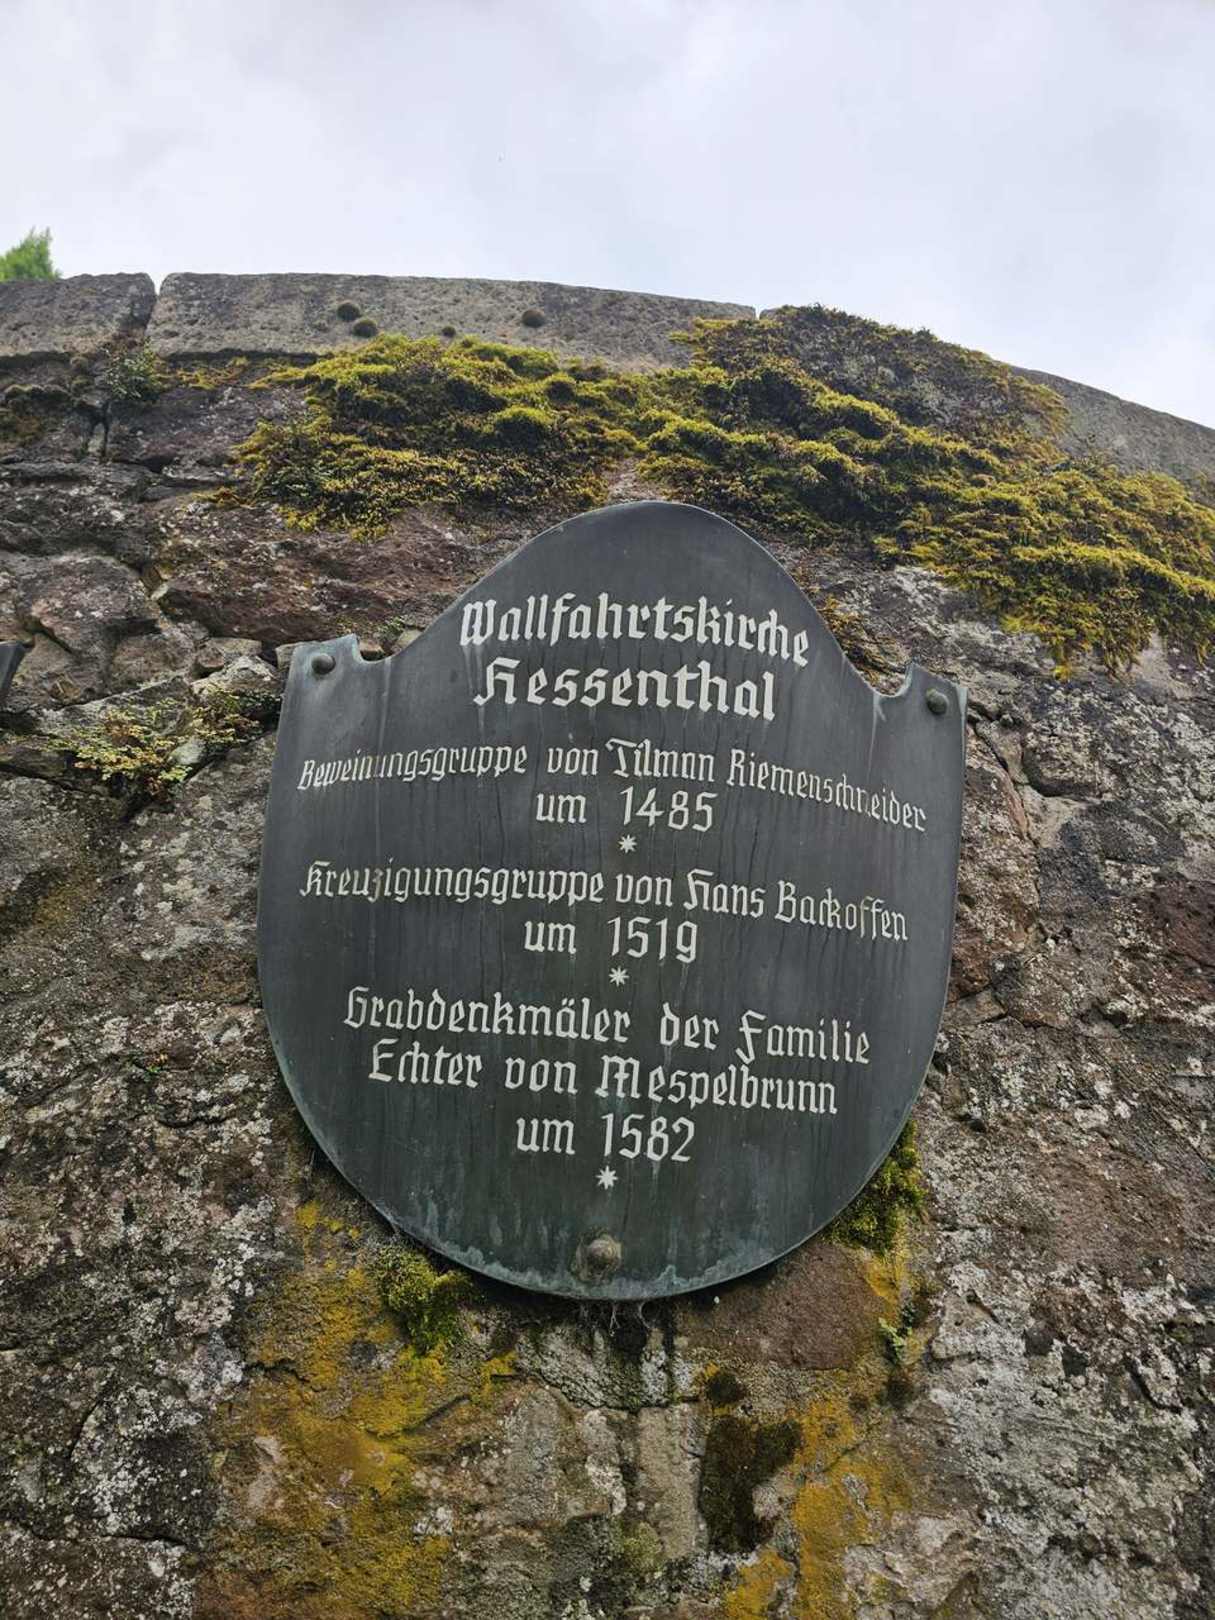 Wallfahrtskirche
Hessenthal
Beweinungsgruppe von Tilman Riemenschneider
um 1485
*
Kreuzigungsgruppe von Hans Backoffen
um 1519
*
Grabdenkmäler der Familie
Echter von Mespelbrunn
um 1582
*